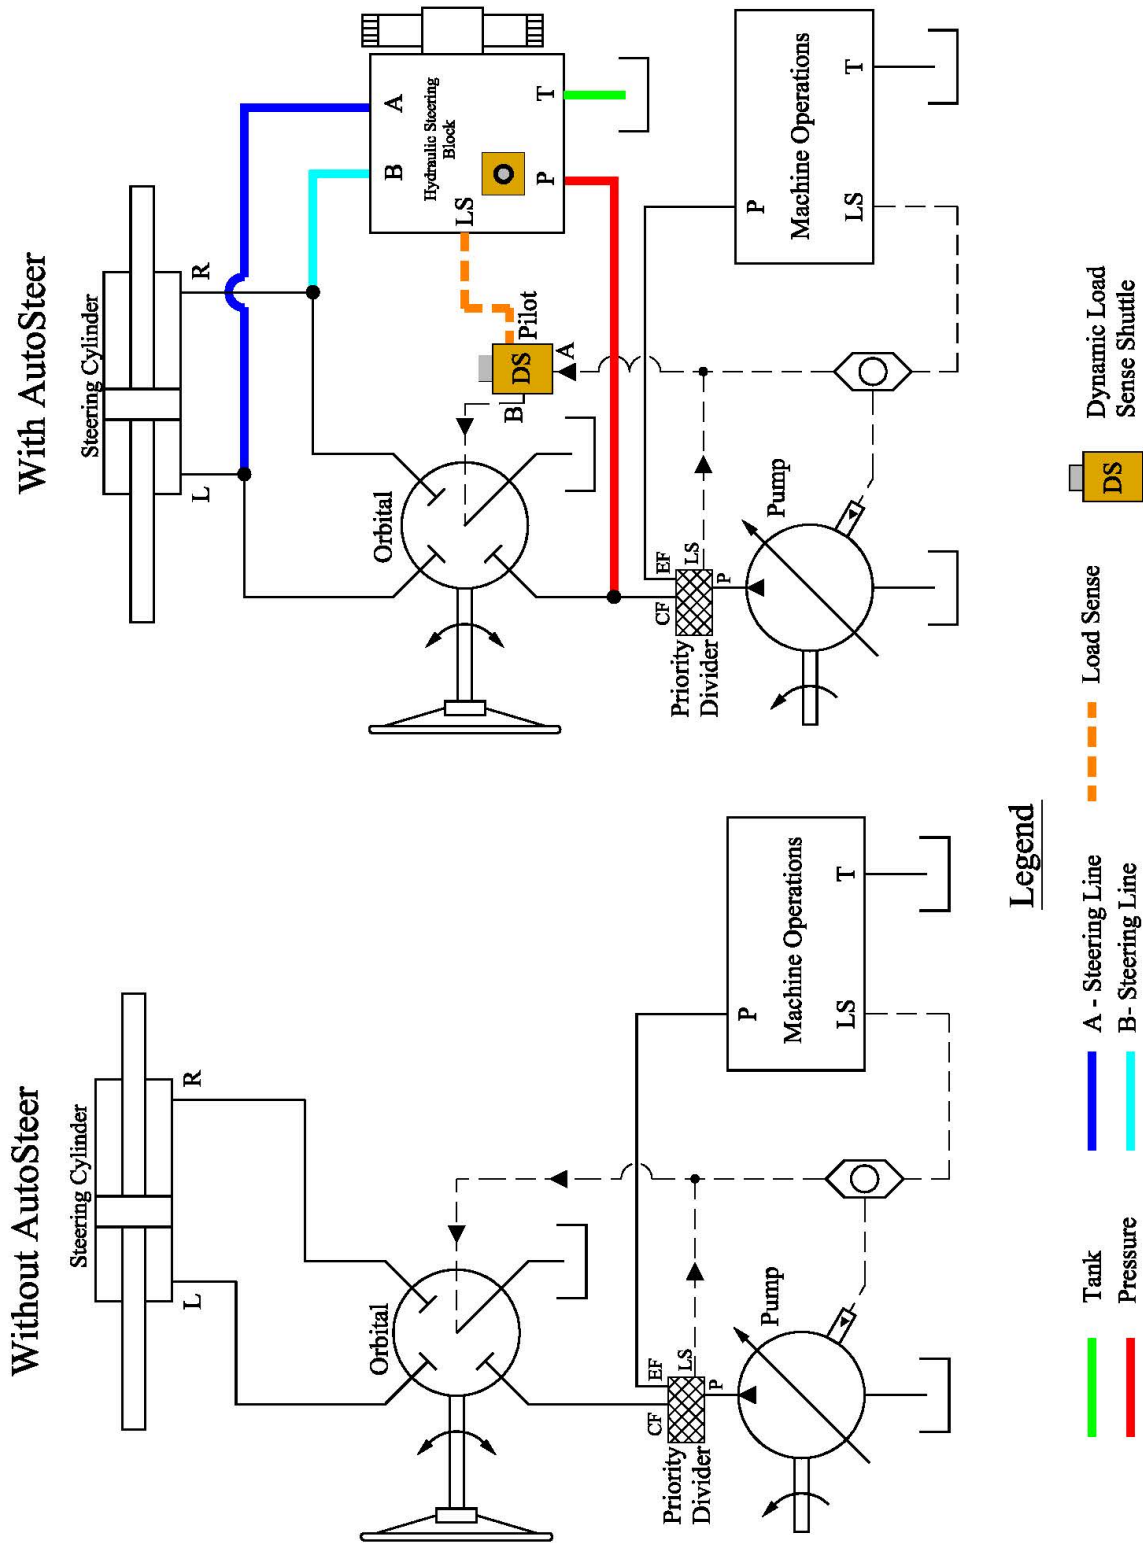 Without AutoSteer
Steering Cylinder
L
R
Orbital
CF
EF
LS
P
Priority
Divider
Pump
P
Machine Operations
LS
T
With AutoSteer
Steering Cylinder
L
R
A
B
Hydraulic Steering
Block
LS
P
T
Orbital
B
DS
Pilot
A
CF
EF
LS
P
Priority
Divider
Pump
P
Machine Operations
LS
T
Legend
Tank
Pressure
A - Steering Line
B- Steering Line
Load Sense
DS
Dynamic Load
Sense Shuttle